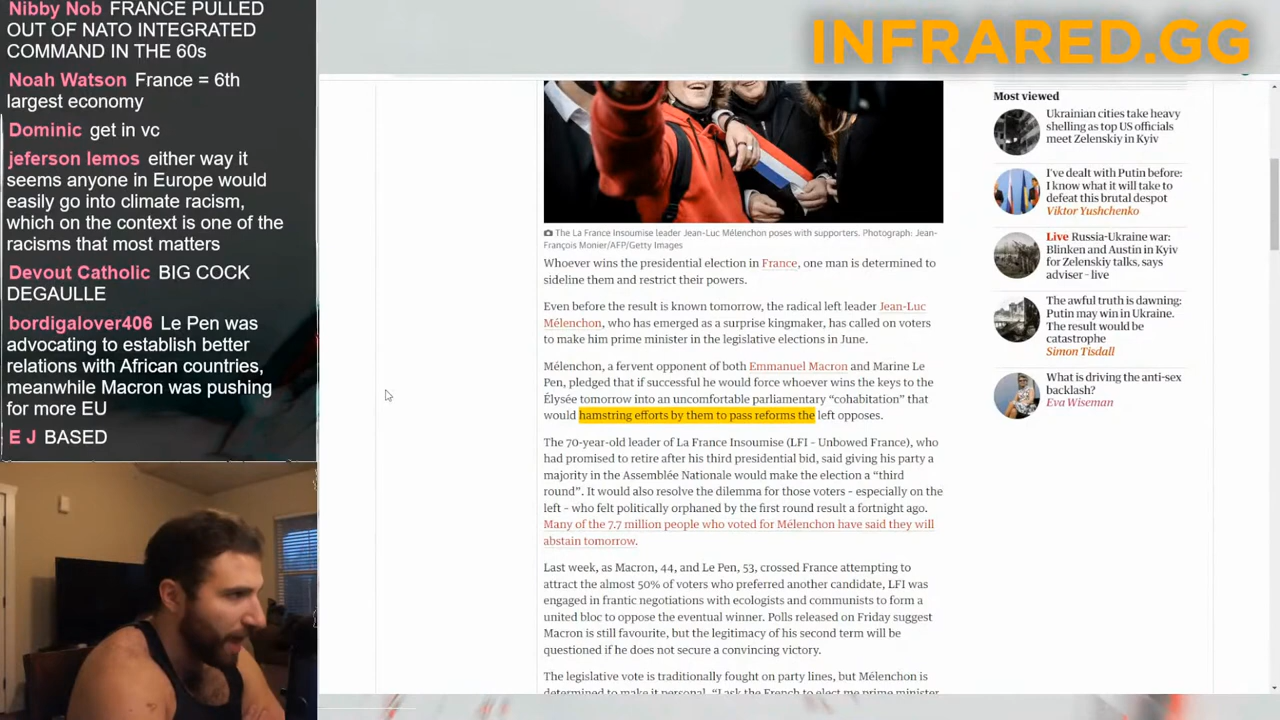 Nibby Nob FRANCE PULLED
OUT OF NATO INTEGRATED
COMMAND IN THE 60s
Noah Watson France = 6th
largest economy
Dominic get in vc
jeferson lemos either way it
seems anyone in Europe would
easily go into climate racism,
which on the context is one of the
racisms that most matters
Devout Catholic BIG COCK
DEGAULLE
bordigalover406 Le Pen was
advocating to establish better
relations with African countries,
meanwhile Macron was pushing
for more EU
E J BASED
INFRARED.GG
The La France Insoumise leader Jean-Luc Mélenchon poses with supporters. Photograph: Jean-
François Monier/AFP/Getty Images
Whoever wins the presidential election in France, one man is determined to
sideline them and restrict their powers.
Even before the result is known tomorrow, the radical left leader Jean-Luc
Mélenchon, who has emerged as a surprise kingmaker, has called on voters
to make him prime minister in the legislative elections in June.
Mélenchon, a fervent opponent of both Emmanuel Macron and Marine Le
Pen, pledged that if successful he would force whoever wins the keys to the
Élysée tomorrow into an uncomfortable parliamentary “cohabitation” that
would hamstring efforts by them to pass reforms the left opposes.
The 70-year-old leader of La France Insoumise (LFI – Unbowed France), who
had promised to retire after his third presidential bid, said giving his party a
majority in the Assemblée Nationale would make the election a “third
round”. It would also resolve the dilemma for those voters – especially on the
left – who felt politically orphaned by the first round result a fortnight ago.
Many of the 7.7 million people who voted for Mélenchon have said they will
abstain tomorrow.
Last week, as Macron, 44, and Le Pen, 53, crossed France attempting to
attract the almost 50% of voters who preferred another candidate, LFI was
engaged in frantic negotiations with ecologists and communists to form a
united bloc to oppose the eventual winner. Polls released on Friday suggest
Macron is still favourite, but the legitimacy of his second term will be
questioned if he does not secure a convincing victory.
The legislative vote is traditionally fought on party lines, but Mélenchon is
determined to make it personal. “I ask the French to elect me prime minister
Most viewed
Ukrainian cities take heavy
shelling as top US officials
meet Zelenskiy in Kyiv
I've dealt with Putin before:
I know what it will take to
defeat this brutal despot
Viktor Yushchenko
Live Russia-Ukraine war:
Blinken and Austin in Kyiv
for Zelenskiy talks, says
adviser – live
The awful truth is dawning:
Putin may win in Ukraine.
The result would be
catastrophe
Simon Tisdall
What is driving the anti-sex
backlash?
Eva Wiseman